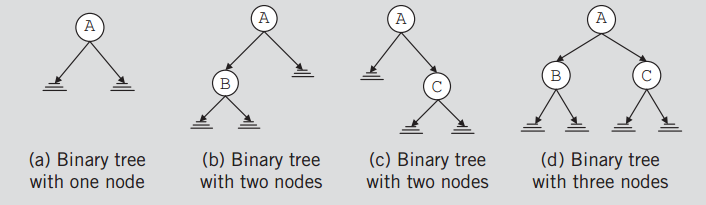 A
A
B
A
C
A
B
C
(a) Binary tree
with one node
(b) Binary tree
with two nodes
(c) Binary tree
with two nodes
(d) Binary tree
with three nodes